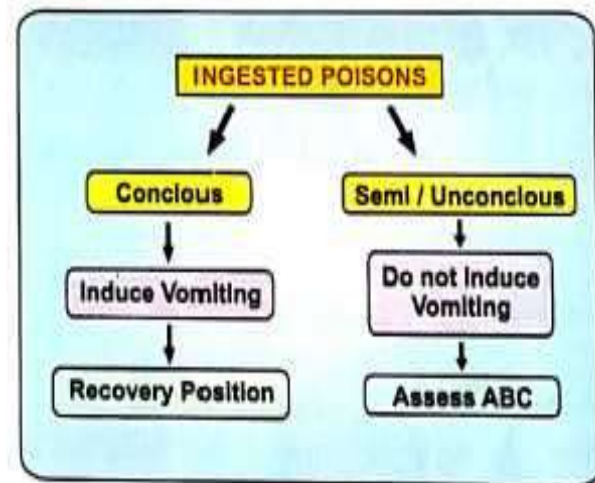 INGESTED POISONS
Concious
Semi / Unconcious
Induce Vomiting
Do not Induce
Vomiting
Recovery Position
Assess ABC